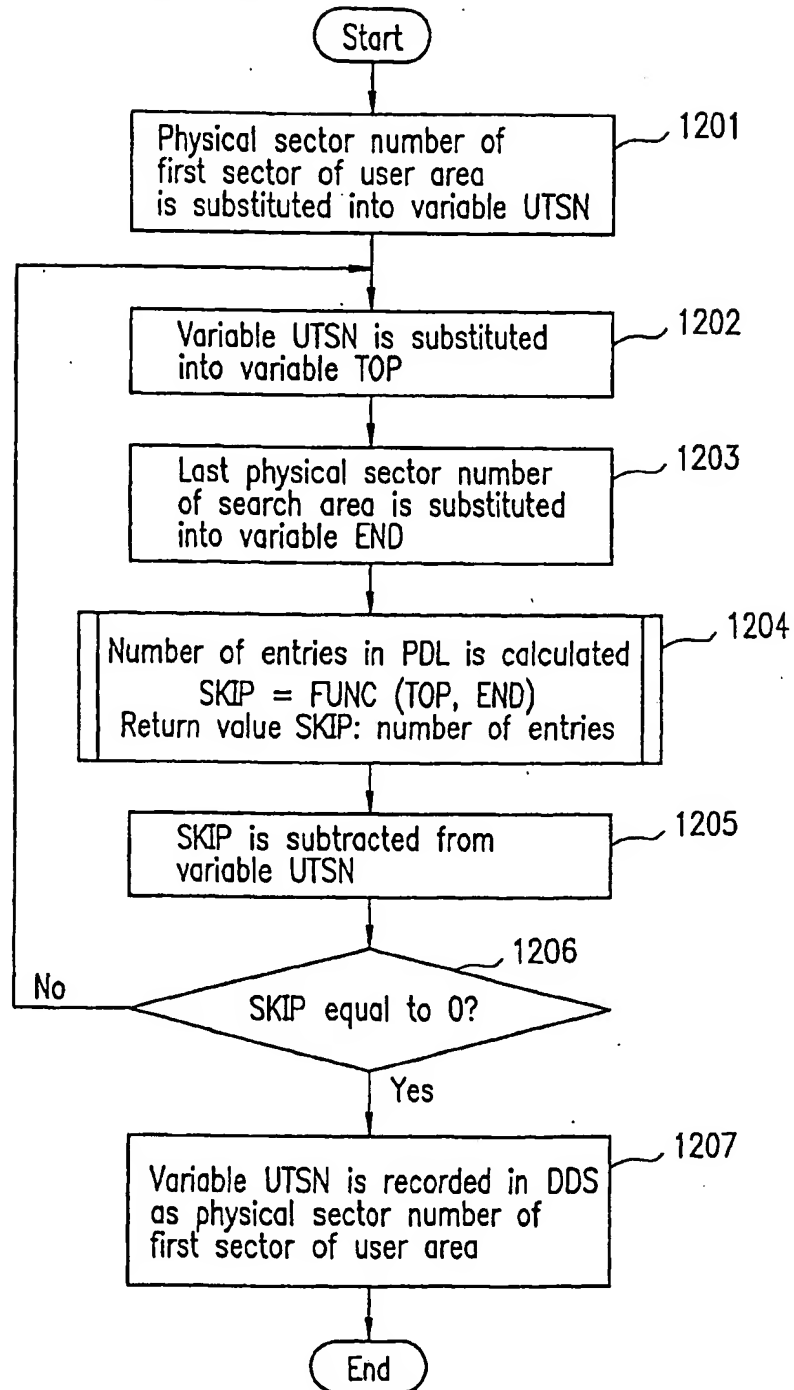 Start
Physical sector number of
first sector of user area
is substituted into variable UTSN
1201
Variable UTSN is substituted
into variable TOP
1202
Last physical sector number
of search area is substituted
into variable END
1203
Number of entries in PDL is calculated
SKIP = FUNC (TOP, END)
Return value SKIP: number of entries
1204
SKIP is subtracted from
variable UTSN
1205
SKIP equal to 0?
1206
No
Yes
Variable UTSN is recorded in DDS
as physical sector number of
first sector of user area
1207
End